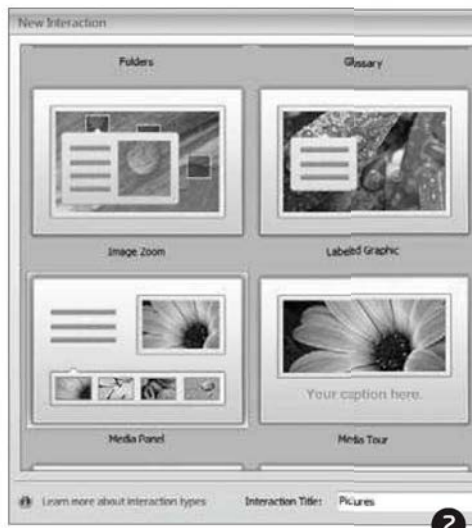 New Interaction
Folders
Glossary
Image Zoom
Labeled Graphic
Your caption here.
Media Panel
Media Tour
Learn more about interaction types
Interaction Title:
Pictures
2